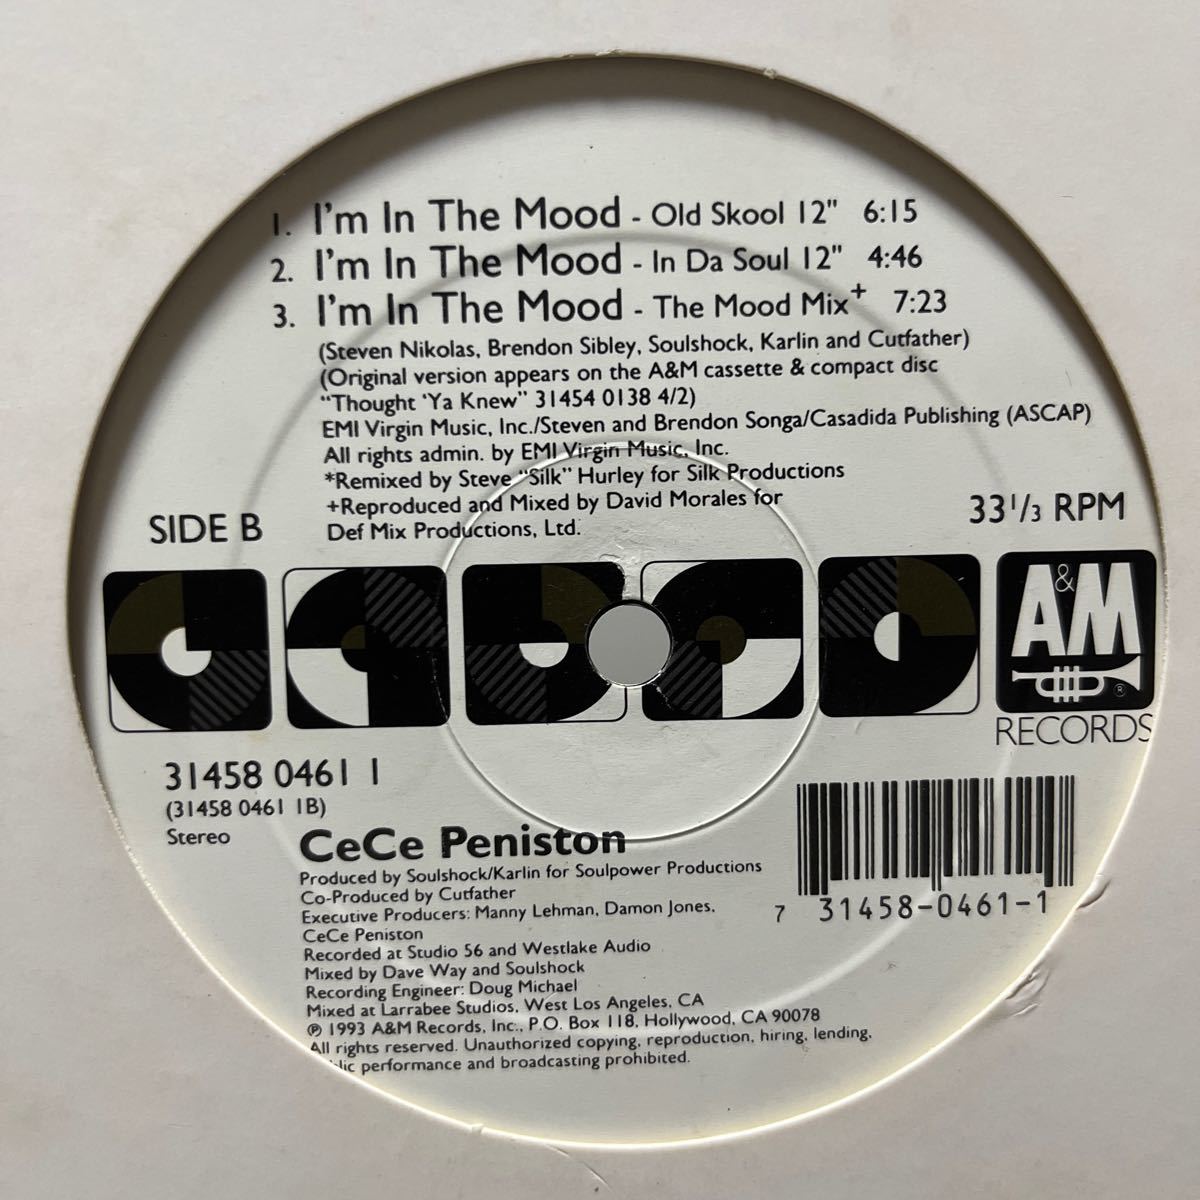 1. I'm In The Mood - Old Skool 12" 6:15
2. I'm In The Mood - In Da Soul 12" 4:46
3. I'm In The Mood - The Mood Mix+ 7:23
(Steven Nikolas, Brendon Sibley, Soulshock, Karlin and Cutfather)
(Original version appears on the A&M cassette & compact disc
"Thought 'Ya Knew" 31454 0138 4/2)
EMI Virgin Music, Inc./Steven and Brendon Songa/Casadida Publishing (ASCAP)
All rights admin. by EMI Virgin Music, Inc.
*Remixed by Steve "Silk" Hurley for Silk Productions
+Reproduced and Mixed by David Morales for
Def Mix Productions, Ltd.
SIDE B
33 1/3 RPM
A&M
®
RECORDS
31458 0461 1
(31458 0461 1B)
Stereo
CeCe Peniston
Produced by Soulshock/Karlin for Soulpower Productions
Co-Produced by Cutfather
Executive Producers: Manny Lehman, Damon Jones,
CeCe Peniston
Recorded at Studio 56 and Westlake Audio
Mixed by Dave Way and Soulshock
Recording Engineer: Doug Michael
Mixed at Larrabee Studios, West Los Angeles, CA
℗ 1993 A&M Records, Inc., P.O. Box 118, Hollywood, CA 90078
All rights reserved. Unauthorized copying, reproduction, hiring, lending,
performance and broadcasting prohibited.
7 31458-0461-1